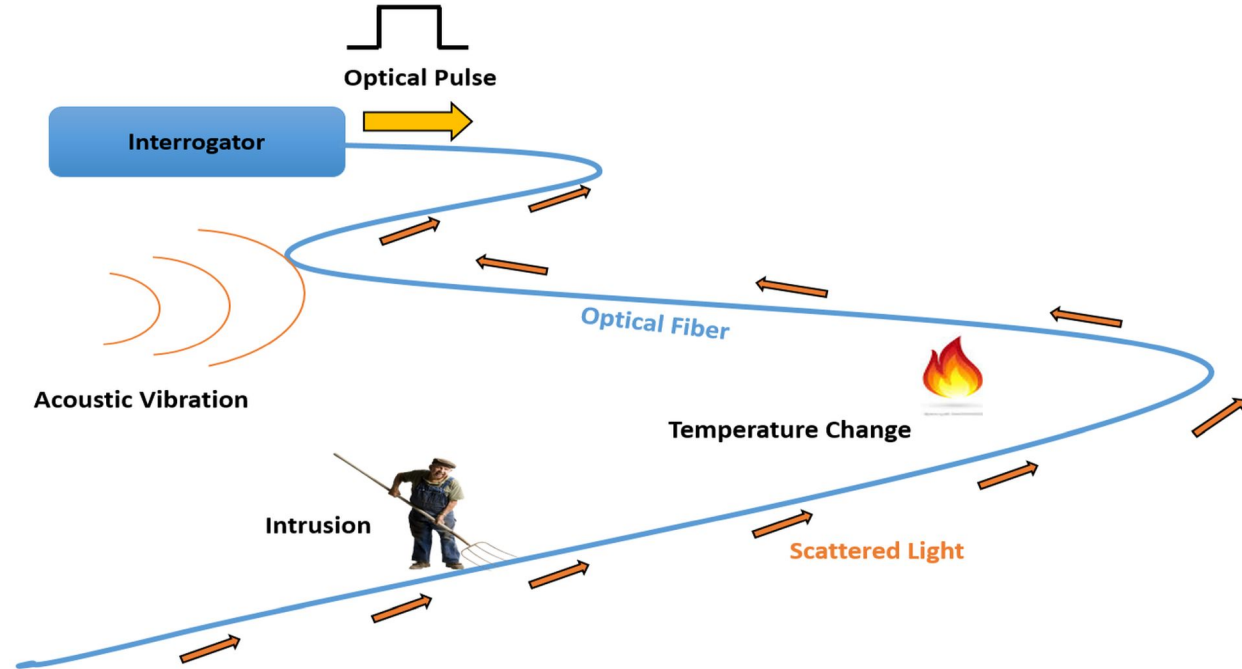 Optical Pulse
Interrogator
Optical Fiber
Acoustic Vibration
Temperature Change
Intrusion
Scattered Light